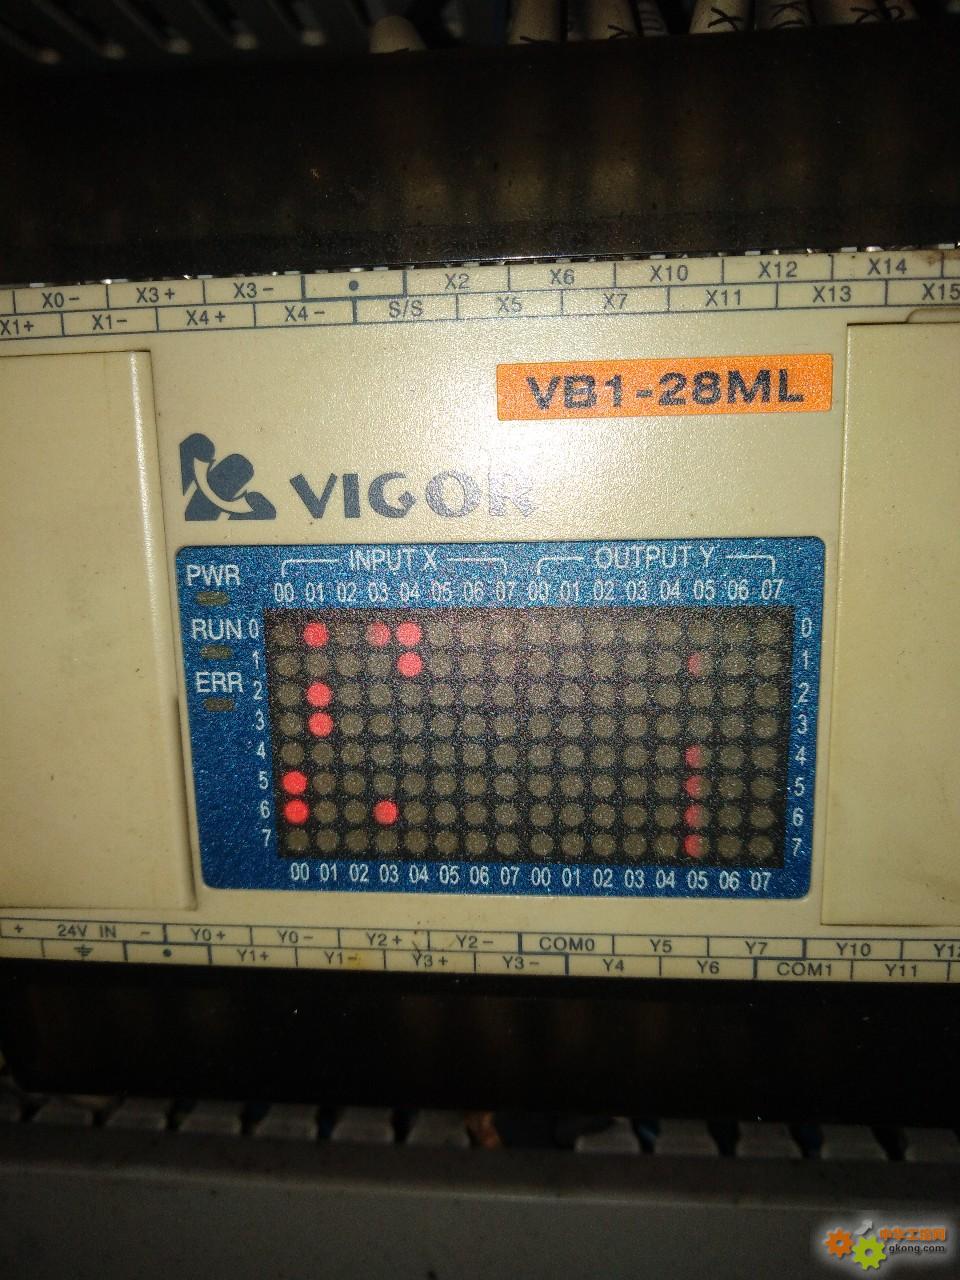 X
X
X0- X3+ X3- • X2 X6 X10 X12 X14
X1+ X1- X4+ X4- S/S X5 X7 X11 X13 X15
VB1-28ML
VIGOR
INPUT X OUTPUT Y
PWR
00 01 02 03 04 05 06 07 00 01 02 03 04 05 06 07
RUN 0 0
1 1
ERR 2 2
3 3
4 4
5 5
6 6
7 7
00 01 02 03 04 05 06 07 00 01 02 03 04 05 06 07
+ 24V IN - Y0+ Y0- Y2+ Y2- COM0 Y5 Y7 Y10
• Y1+ Y1- Y3+ Y3- Y4 Y6 COM1 Y11
中华工控网
gkong.com